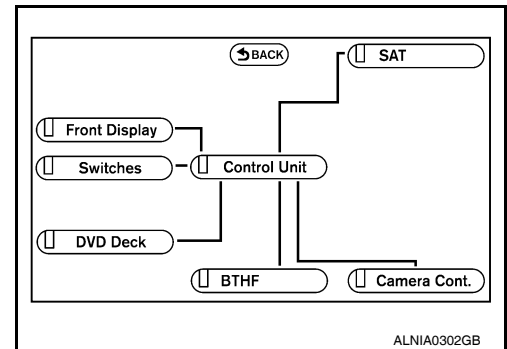 BACK
SAT
Front Display
Switches
Control Unit
DVD Deck
BTHF
Camera Cont.
ALNIA0302GB